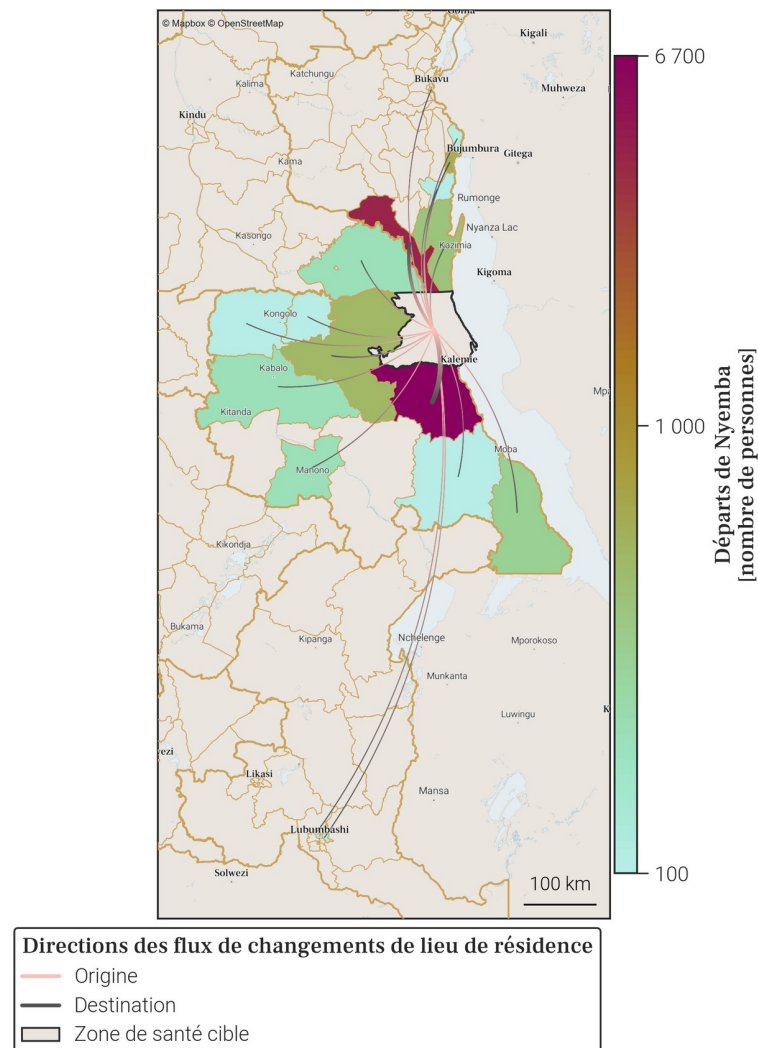 © Mapbox © OpenStreetMap
Kigali
Katchungu
Bukavu
Kalima
Muhweza
Kindu
Bujumbura
Gitega
Kama
Rumonge
Nyanza Lac
Kasongo
Kazimia
Kigoma
Kongolo
Kalemie
Kabalo
Kitanda
Moba
Manono
Kikondja
Bukama
Kipanga
Nchelenge
Mporokoso
Munkanta
Luwingu
Likasi
Mansa
Lubumbashi
Solwezi
100 km
6 700
1 000
100
Départs de Nyemba
[nombre de personnes]
Directions des flux de changements de lieu de résidence
Origine
Destination
Zone de santé cible